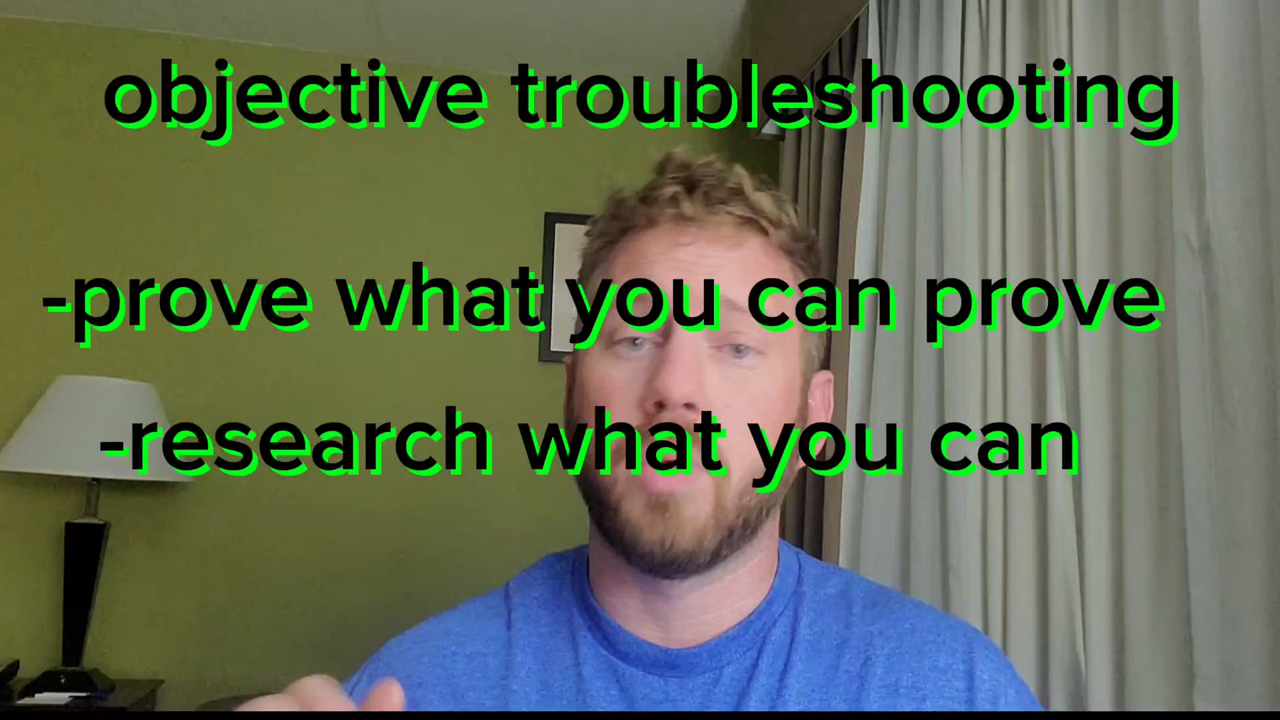 objective troubleshooting
-prove what you can prove
-research what you can